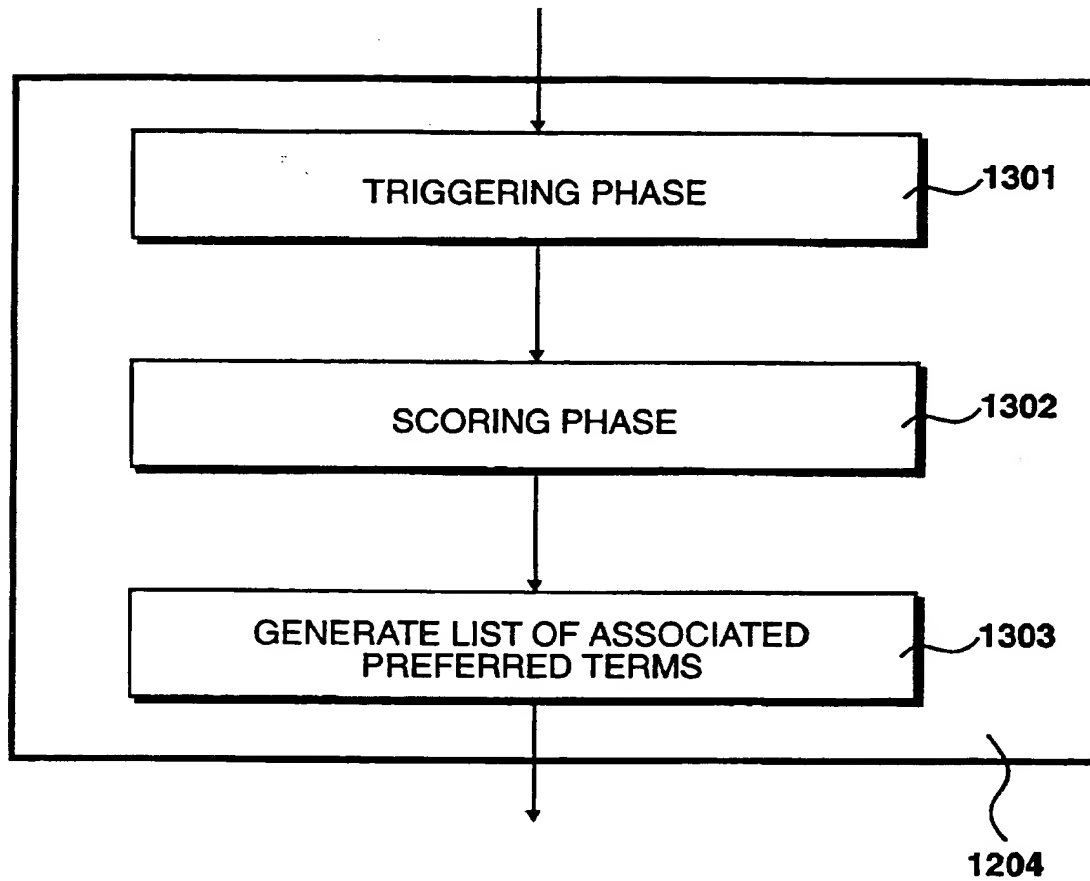 TRIGGERING PHASE
1301
SCORING PHASE
1302
GENERATE LIST OF ASSOCIATED
PREFERRED TERMS
1303
1204